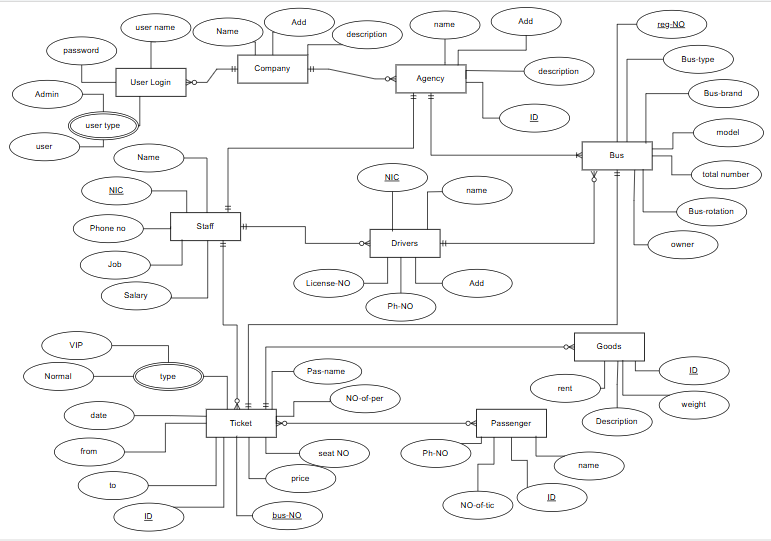 user name
Name
Add
description
name
Add
reg-NO
password
User Login
Company
Agency
description
Bus-type
Admin
user type
user
ID
Bus-brand
model
Bus
total number
Name
NIC
NIC
name
Bus-rotation
Phone no
Staff
Drivers
owner
Job
Salary
License-NO
Ph-NO
Add
VIP
Normal
type
Pas-name
Goods
ID
rent
weight
Description
NO-of-per
date
Ticket
Passenger
from
seat NO
Ph-NO
name
to
price
ID
bus-NO
NO-of-tic
ID